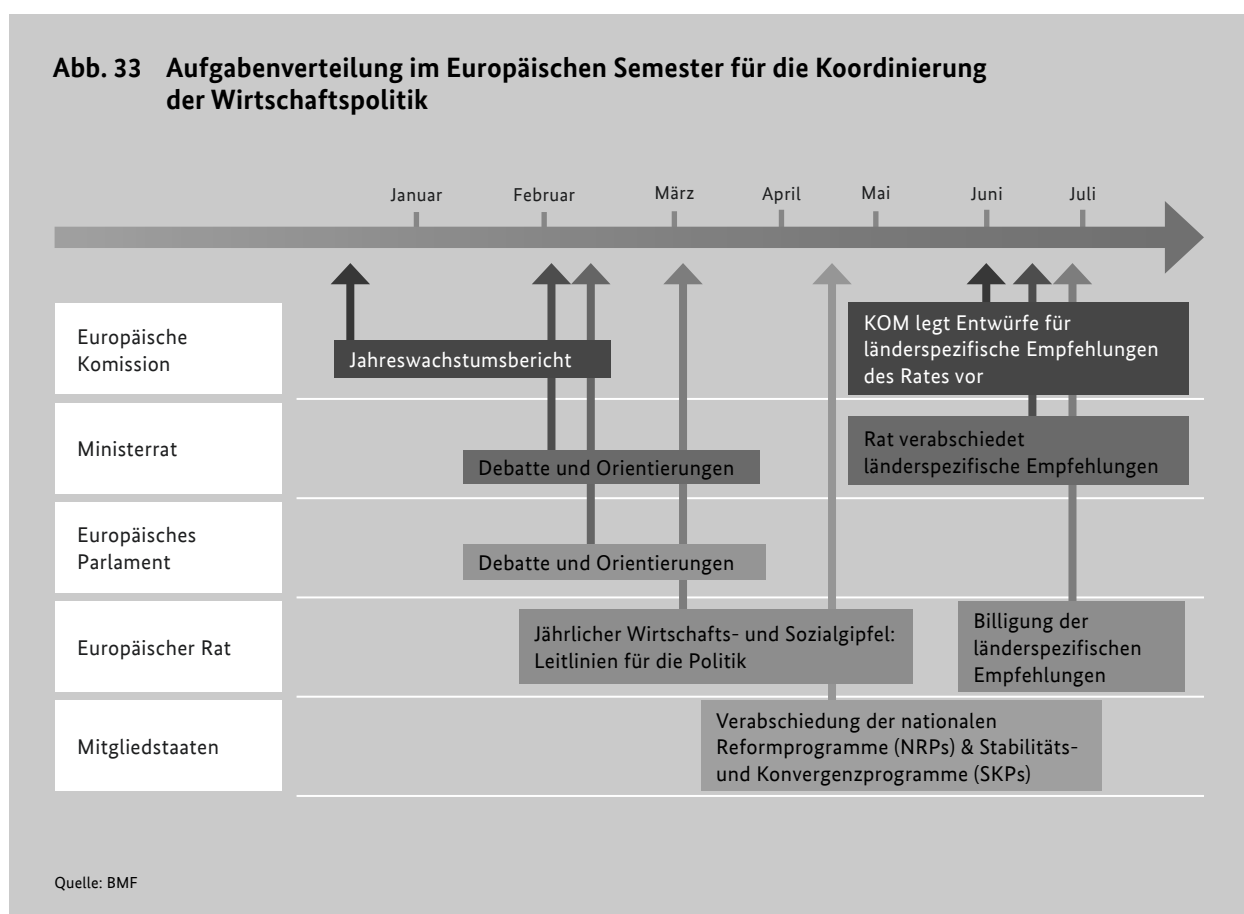 Abb. 33 Aufgabenverteilung im Europäischen Semester für die Koordinierung
der Wirtschaftspolitik
Januar Februar März April Mai Juni Juli
Europäische
Komission
Jahreswachstumsbericht
KOM legt Entwürfe für
länderspezifische Empfehlungen
des Rates vor
Ministerrat
Debatte und Orientierungen
Rat verabschiedet
länderspezifische Empfehlungen
Europäisches
Parlament
Debatte und Orientierungen
Europäischer Rat
Jährlicher Wirtschafts- und Sozialgipfel:
Leitlinien für die Politik
Billigung der
länderspezifischen
Empfehlungen
Mitgliedstaaten
Verabschiedung der nationalen
Reformprogramme (NRPs) & Stabilitäts-
und Konvergenzprogramme (SKPs)
Quelle: BMF